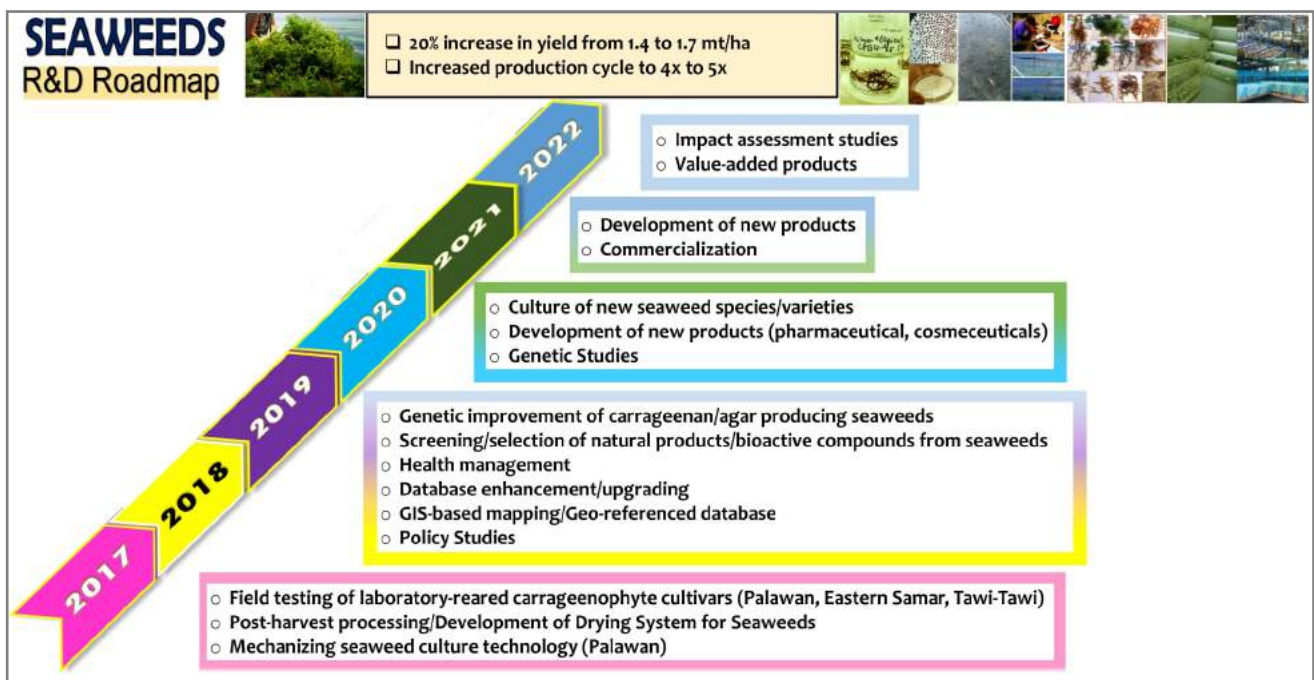 SEAWEEDS
R&D Roadmap
❑ 20% increase in yield from 1.4 to 1.7 mt/ha
❑ Increased production cycle to 4x to 5x
2022
○ Impact assessment studies
○ Value-added products
2021
○ Development of new products
○ Commercialization
2020
○ Culture of new seaweed species/varieties
○ Development of new products (pharmaceutical, cosmeceuticals)
○ Genetic Studies
2019
2018
○ Genetic improvement of carrageenan/agar producing seaweeds
○ Screening/selection of natural products/bioactive compounds from seaweeds
○ Health management
○ Database enhancement/upgrading
○ GIS-based mapping/Geo-referenced database
○ Policy Studies
2017
○ Field testing of laboratory-reared carrageenophyte cultivars (Palawan, Eastern Samar, Tawi-Tawi)
○ Post-harvest processing/Development of Drying System for Seaweeds
○ Mechanizing seaweed culture technology (Palawan)